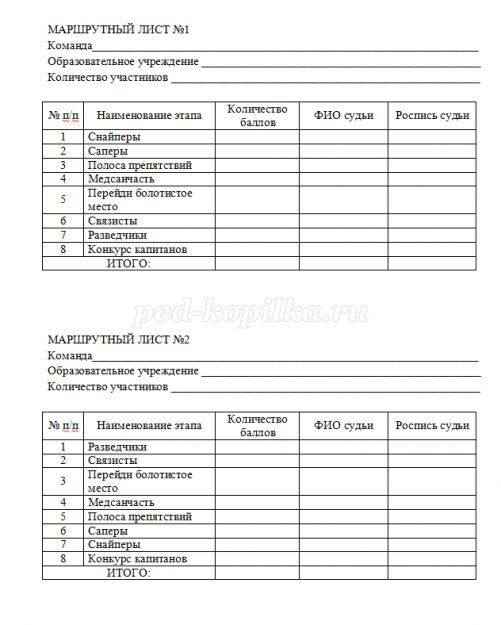 МАРШРУТНЫЙ ЛИСТ №1
Команда
Образовательное учреждение
Количество участников
№ п/п Наименование этапа Количество баллов ФИО судьи Роспись судьи
1 Снайперы
2 Саперы
3 Полоса препятствий
4 Медсанчасть
5 Перейди болотистое место
6 Связисты
7 Разведчики
8 Конкурс капитанов
ИТОГО:
ped-kopilka.ru
МАРШРУТНЫЙ ЛИСТ №2
Команда
Образовательное учреждение
Количество участников
№ п/п Наименование этапа Количество баллов ФИО судьи Роспись судьи
1 Разведчики
2 Связисты
3 Перейди болотистое место
4 Медсанчасть
5 Полоса препятствий
6 Саперы
7 Снайперы
8 Конкурс капитанов
ИТОГО: